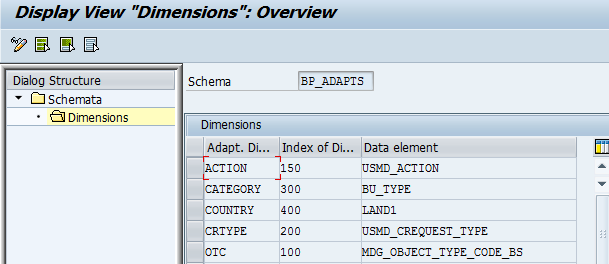 Display View "Dimensions": Overview
Dialog Structure
Schemata
Dimensions
Schema BP_ADAPTS
Dimensions
Adapt. Di... Index of Di... Data element
ACTION 150 USMD_ACTION
CATEGORY 300 BU_TYPE
COUNTRY 400 LAND1
CRTYPE 200 USMD_CREQUEST_TYPE
OTC 100 MDG_OBJECT_TYPE_CODE_BS